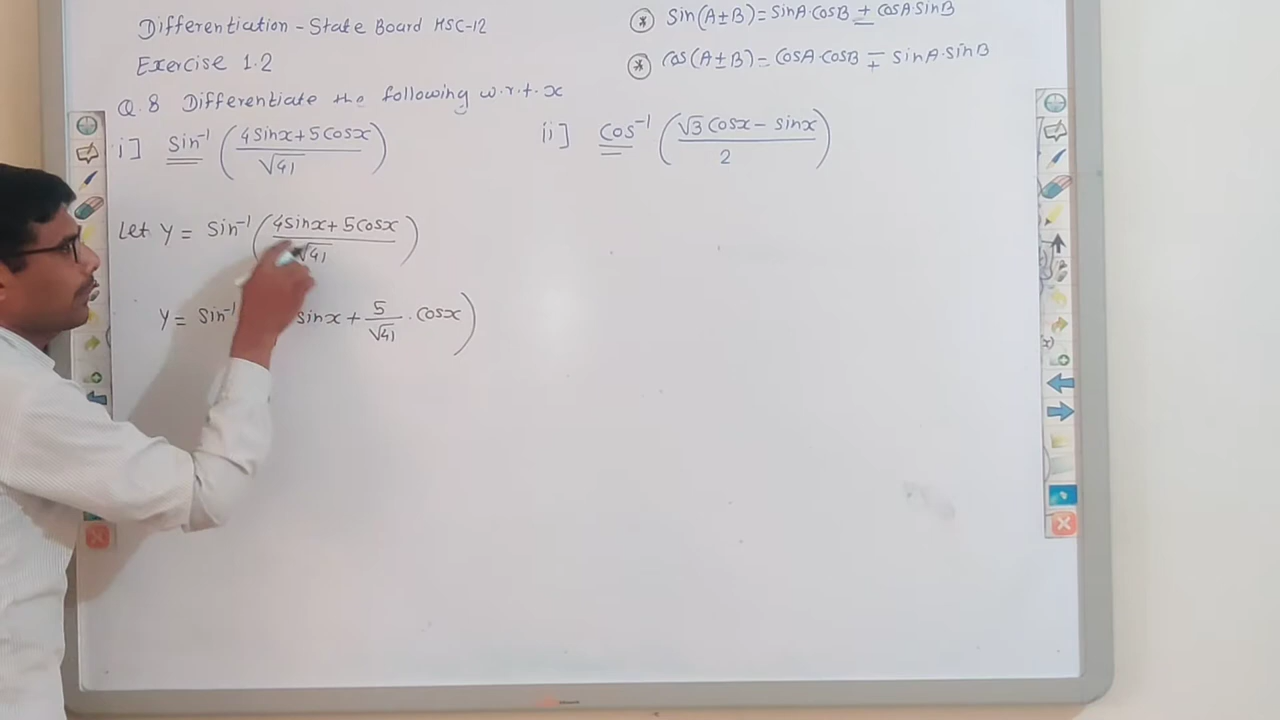 Differentiation - State Board HSC-12
Exercise 1.2
Q.8 Differentiate the following w.r.t. x
* Sin(A±B) = SinA·CosB ± CosA·SinB
* Cos(A±B) = CosA·CosB ∓ SinA·SinB
i] Sin⁻¹ ( (4Sinx + 5Cosx) / √41 )
ii] Cos⁻¹ ( (√3 Cosx − Sinx) / 2 )
Let Y = Sin⁻¹ ( (4Sinx + 5Cosx) / √41 )
Y = Sin⁻¹ Sinx + 5/√41 · Cosx )